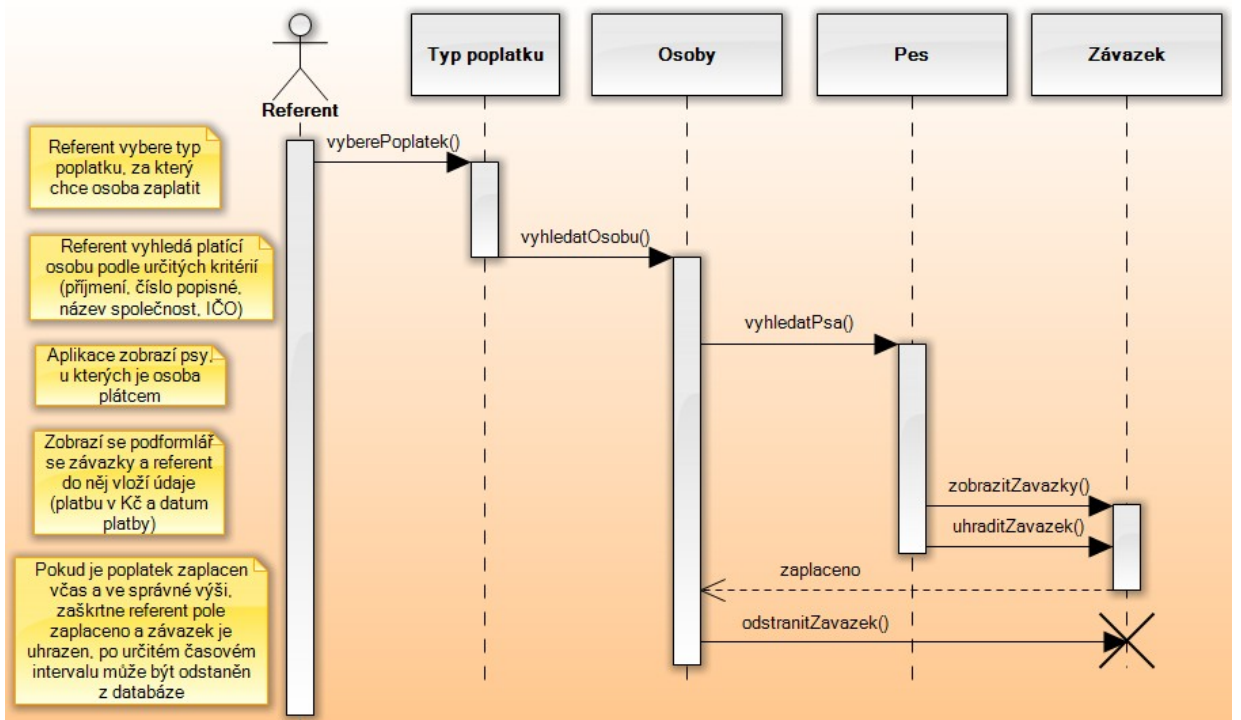 Typ poplatku
Osoby
Pes
Závazek
Referent
Referent vybere typ
poplatku, za který
chce osoba zaplatit
vyberePoplatek()
Referent vyhledá platící
osobu podle určitých kritérií
(příjmení, číslo popisné,
název společnost, IČO)
vyhledatOsobu()
vyhledatPsa()
Aplikace zobrazí psy,
u kterých je osoba
plátcem
Zobrazí se podformlář
se závazky a referent
do něj vloží údaje
(platbu v Kč a datum
platby)
zobrazitZavazky()
uhraditZavazek()
zaplaceno
odstranitZavazek()
Pokud je poplatek zaplacen
včas a ve správné výši,
zaškrtne referent pole
zaplaceno a závazek je
uhrazen, po určitém časovém
intervalu může být odstaněn
z databáze